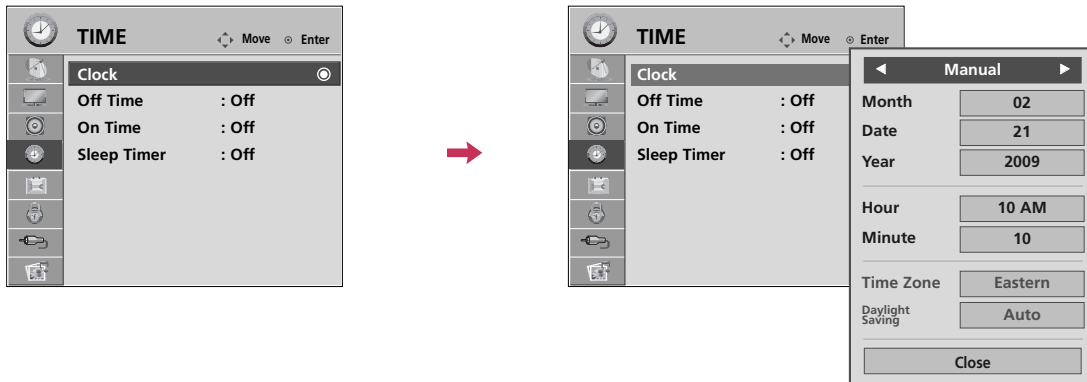 TIME Move Enter
Clock
Off Time : Off
On Time : Off
Sleep Timer : Off
TIME Move Enter
Clock
Off Time : Off
On Time : Off
Sleep Timer : Off
Manual
Month 02
Date 21
Year 2009
Hour 10 AM
Minute 10
Time Zone Eastern
Daylight
Saving Auto
Close